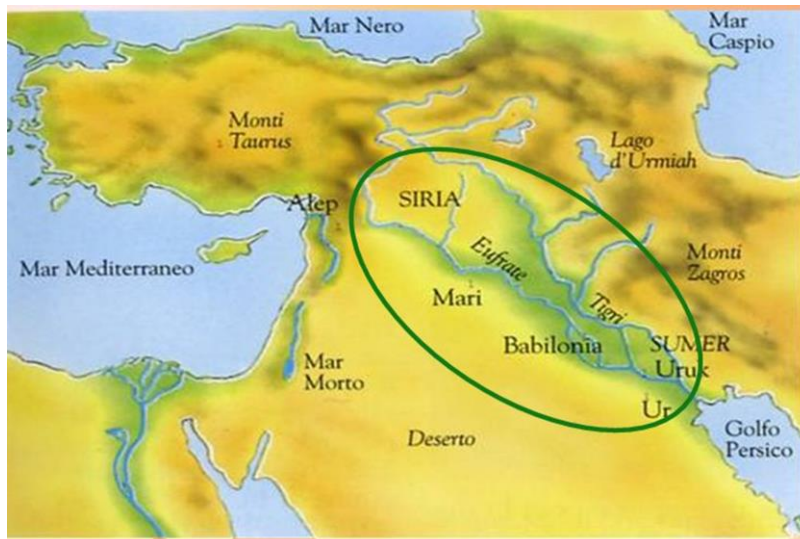 Mar Nero
Mar
Caspio
Monti
Taurus
Lago
d'Urmiah
Alep
SIRIA
Mar Mediterraneo
Eufrate
Monti
Zagros
Mari
Tigri
Babilonia
SUMER
Uruk
Mar
Morto
Ur
Deserto
Golfo
Persico